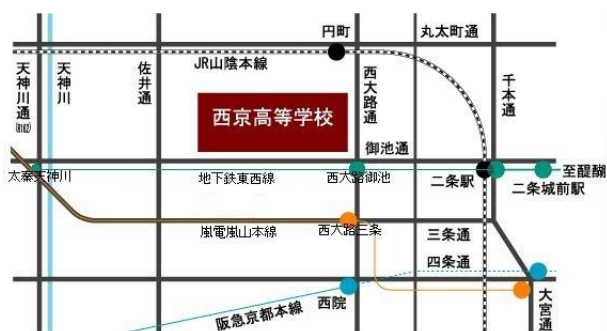 円町
丸太町通
JR山陰本線
天神川通
天神川
佐井通
西大路通
千本通
西京高等学校
御池通
太秦天神川
地下鉄東西線
西大路御池
二条駅
至醍醐
二条城前駅
嵐電嵐山本線
西大路三条
三条通
四条通
阪急京都本線
西院
大宮通